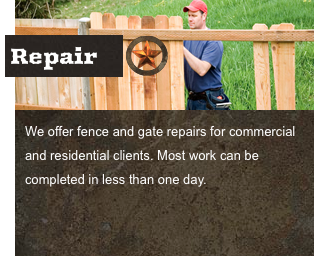 Repair
We offer fence and gate repairs for commercial
and residential clients. Most work can be
completed in less than one day.